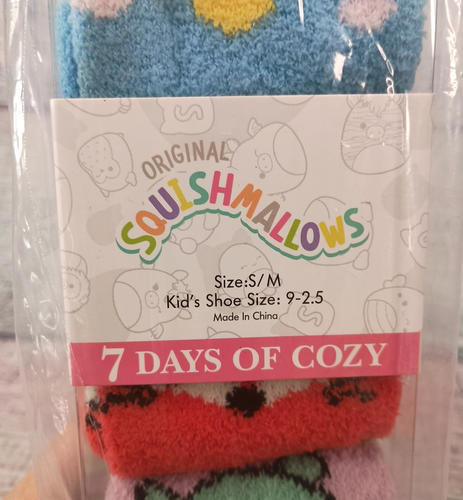 ORIGINAL
SQUISHMALLOWS
Size:S/M
Kid's Shoe Size: 9-2.5
Made In China
7 DAYS OF COZY